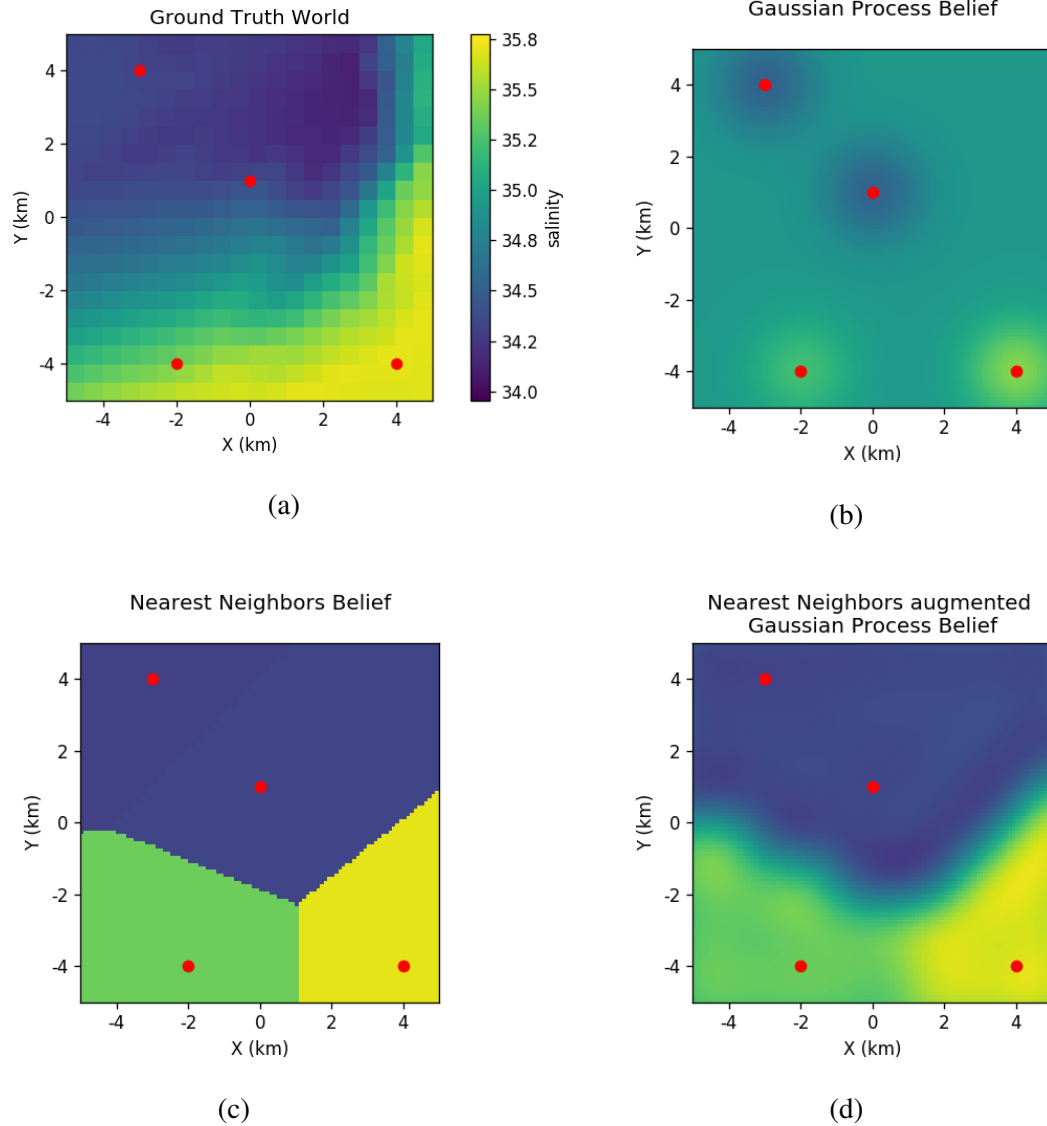 Ground Truth World
4
2
0
-2
-4
Y (km)
-4 -2 0 2 4
X (km)
35.8
35.5
35.2
35.0
34.8
34.5
34.2
34.0
salinity
(a)
Gaussian Process Belief
4
2
0
-2
-4
Y (km)
-4 -2 0 2 4
X (km)
(b)
Nearest Neighbors Belief
4
2
0
-2
-4
Y (km)
-4 -2 0 2 4
X (km)
(c)
Nearest Neighbors augmented
Gaussian Process Belief
4
2
0
-2
-4
Y (km)
-4 -2 0 2 4
X (km)
(d)